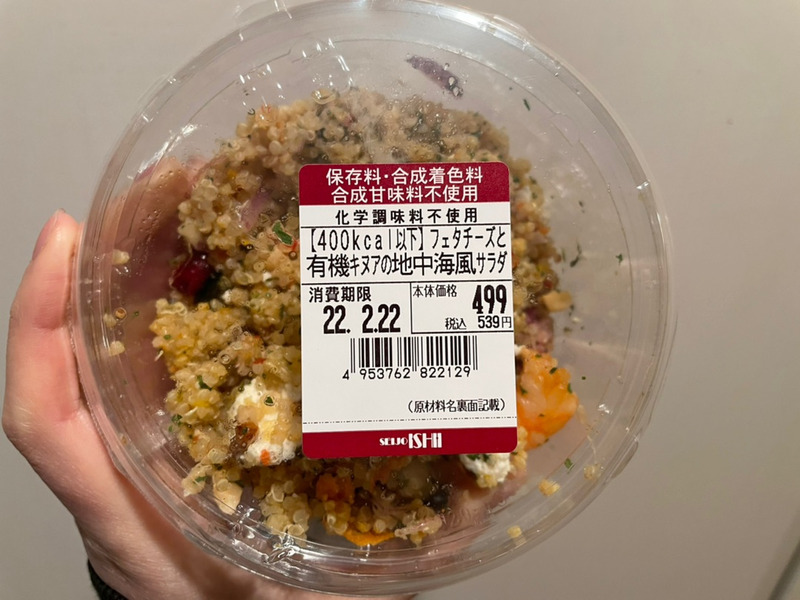 保存料・合成着色料
合成甘味料不使用
化学調味料不使用
【400kcal以下】フェタチーズと
有機キヌアの地中海風サラダ
消費期限
22. 2.22
本体価格
499
税込 539円
4 953762 822129
(原材料名裏面記載)
SEIJO ISHII